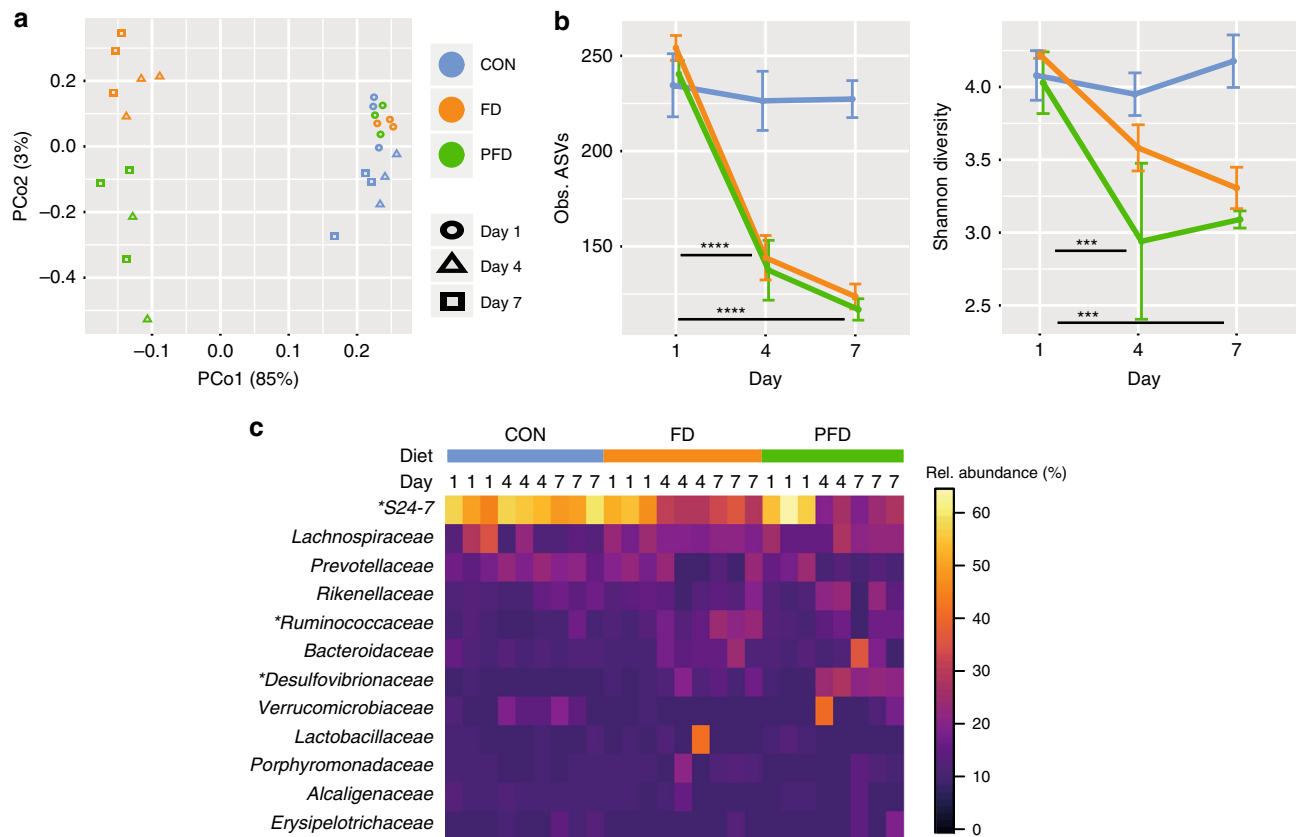 a
0.2
0.0
−0.2
−0.4
PCo2 (3%)
−0.1
0.0
0.1
0.2
PCo1 (85%)
CON
FD
PFD
Day 1
Day 4
Day 7
b
250
200
150
Obs. ASVs
****
****
1
4
7
Day
4.0
3.5
3.0
2.5
Shannon diversity
***
***
1
4
7
Day
c
CON FD PFD
Diet
Day 1 1 1 4 4 4 7 7 7 1 1 1 4 4 4 7 7 7 1 1 1 4 4 7 7 7
*S24-7
Lachnospiraceae
Prevotellaceae
Rikenellaceae
*Ruminococcaceae
Bacteroidaceae
*Desulfovibrionaceae
Verrucomicrobiaceae
Lactobacillaceae
Porphyromonadaceae
Alcaligenaceae
Erysipelotrichaceae
Rel. abundance (%)
60
50
40
30
20
10
0